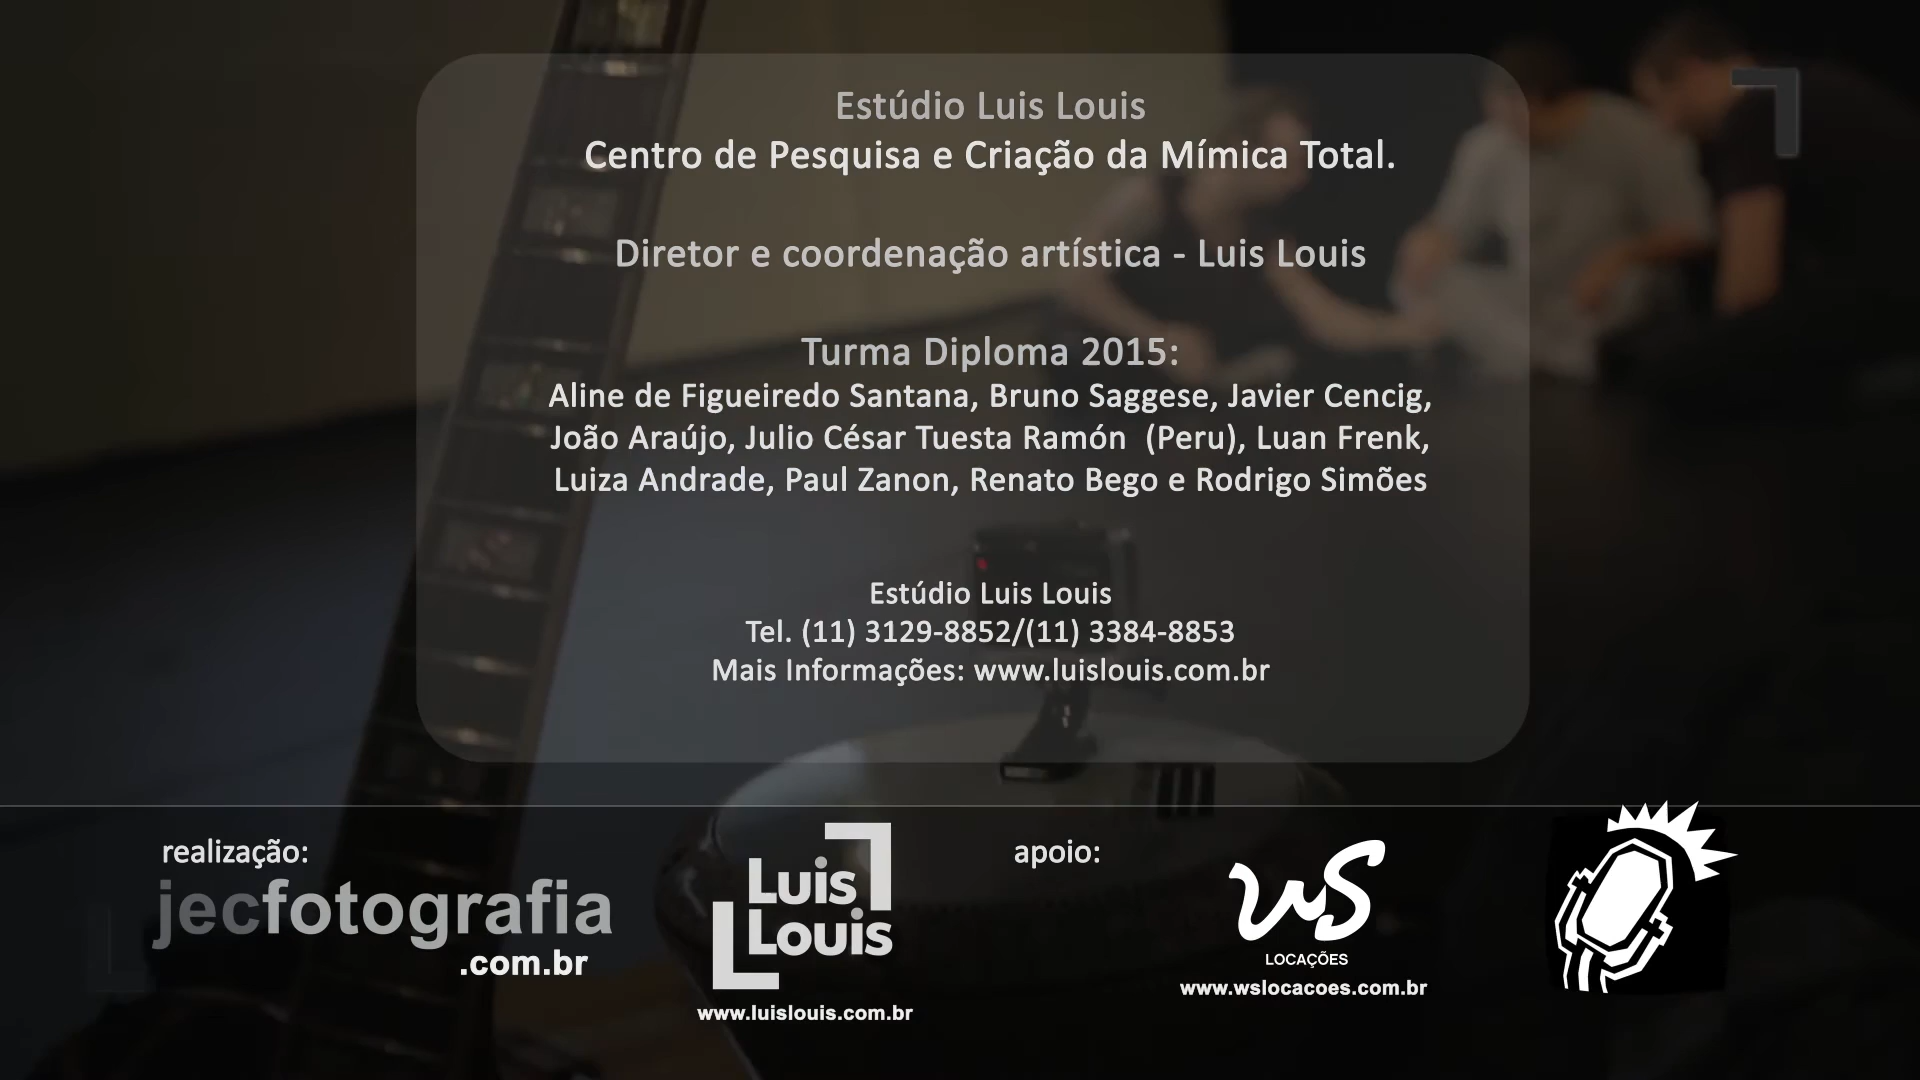 Estúdio Luis Louis
Centro de Pesquisa e Criação da Mímica Total.
Diretor e coordenação artística - Luis Louis
Turma Diploma 2015:
Aline de Figueiredo Santana, Bruno Saggese, Javier Cencig,
João Araújo, Julio César Tuesta Ramón (Peru), Luan Frenk,
Luiza Andrade, Paul Zanon, Renato Bego e Rodrigo Simões
Estúdio Luis Louis
Tel. (11) 3129-8852/(11) 3384-8853
Mais Informações: www.luislouis.com.br
realização:
jecfotografia
.com.br
Luis
Louis
www.luislouis.com.br
apoio:
wS
LOCAÇÕES
www.wslocacoes.com.br